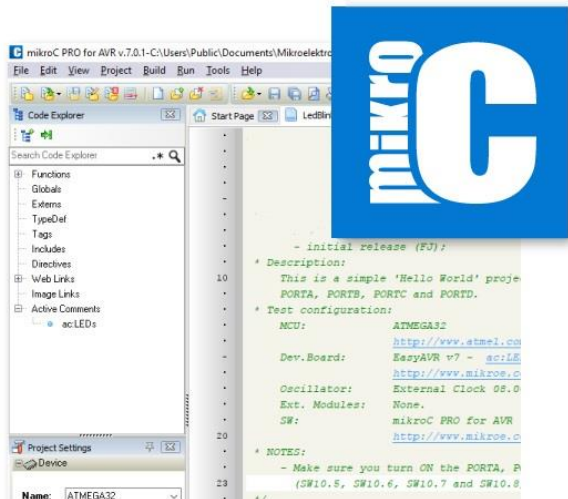 mikroC PRO for AVR v.7.0.1-C:\Users\Public\Documents\Mikroelektro
File Edit View Project Build Run Tools Help
mikro C
Code Explorer
Start Page LedBlin
Search Code Explorer .*
Functions
Globals
Externs
TypeDef
Tags
Includes
Directives
Web Links
Image Links
Active Comments
ac:LEDs
- initial release (FJ);
* Description:
10 This is a simple 'Hello World' proje
PORTA, PORTB, PORTC and PORTD.
* Test configuration:
MCU: ATMEGA32
http://www.atmel.co
Dev.Board: EasyAVR v7 - ac:LE
http://www.mikroe.c
Oscillator: External Clock 08.0
Ext. Modules: None.
SW: mikroC PRO for AVR
20 http://www.mikroe.c
* NOTES:
- Make sure you turn ON the PORTA, P
23 (SW10.5, SW10.6, SW10.7 and SW10.8
*/
Project Settings
Device
Name: ATMEGA32